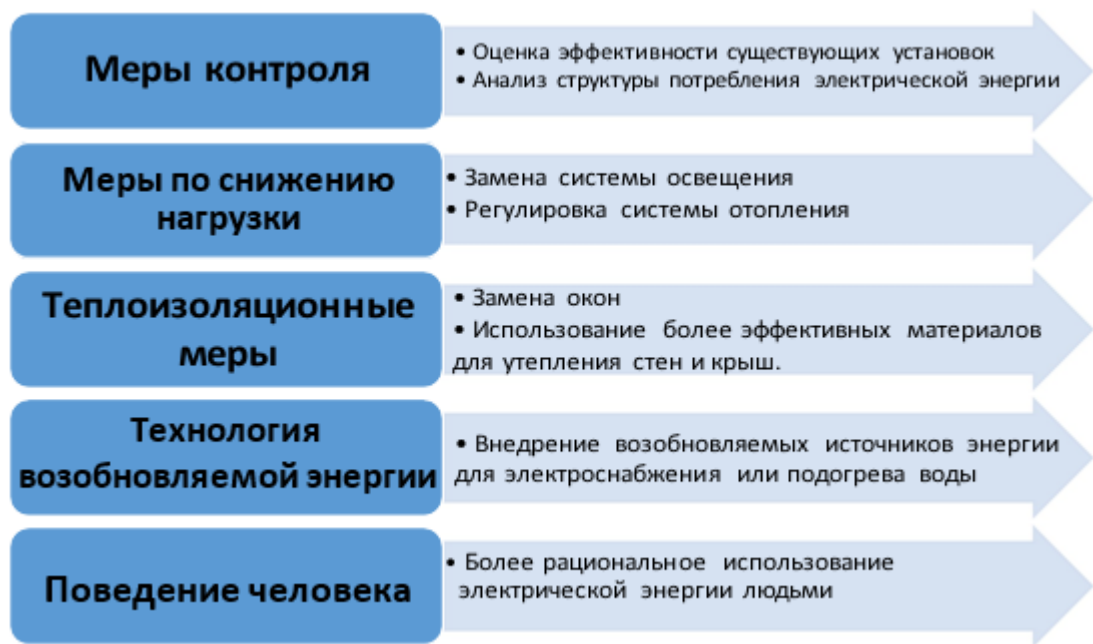 Меры контроля
• Оценка эффективности существующих установок
• Анализ структуры потребления электрической энергии
Меры по снижению
нагрузки
• Замена системы освещения
• Регулировка системы отопления
Теплоизоляционные
меры
• Замена окон
• Использование более эффективных материалов
для утепления стен и крыш.
Технология
возобновляемой энергии
• Внедрение возобновляемых источников энергии
для электроснабжения или подогрева воды
Поведение человека
• Более рациональное использование
электрической энергии людьми